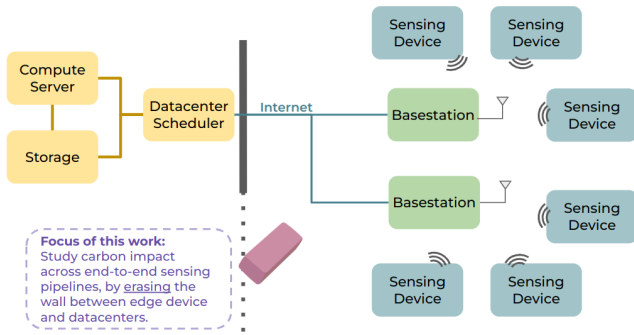 Sensing
Device
Sensing
Device
Compute
Server
Datacenter
Scheduler
Internet
Basestation
Sensing
Device
Storage
Basestation
Sensing
Device
Focus of this work:
Study carbon impact
across end-to-end sensing
pipelines, by erasing the
wall between edge device
and datacenters.
Sensing
Device
Sensing
Device